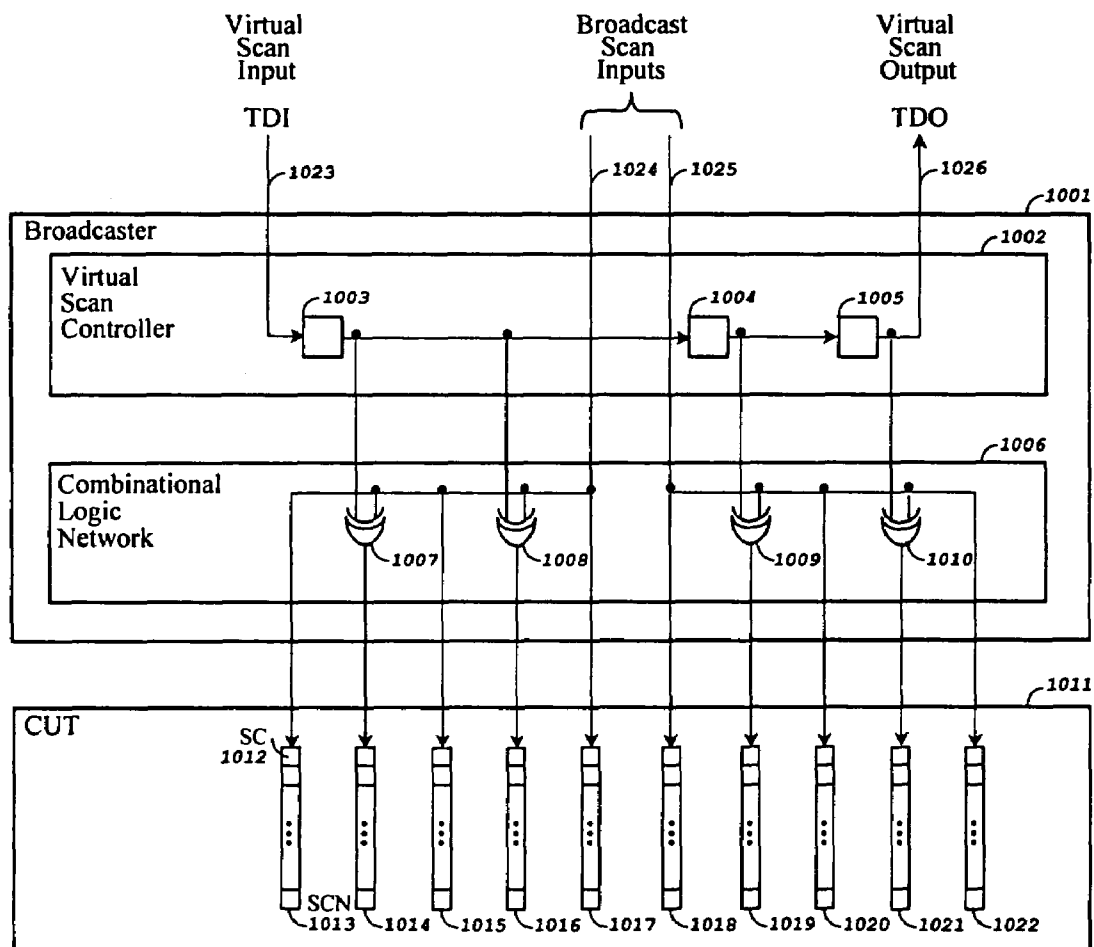 Virtual
Scan
Input
Broadcast
Scan
Inputs
Virtual
Scan
Output
TDI
TDO
1023
1024
1025
1026
1001
Broadcaster
1002
Virtual
Scan
Controller
1003
1004
1005
1006
Combinational
Logic
Network
1007
1008
1009
1010
1011
CUT
SC
1012
SCN
1013
1014
1015
1016
1017
1018
1019
1020
1021
1022